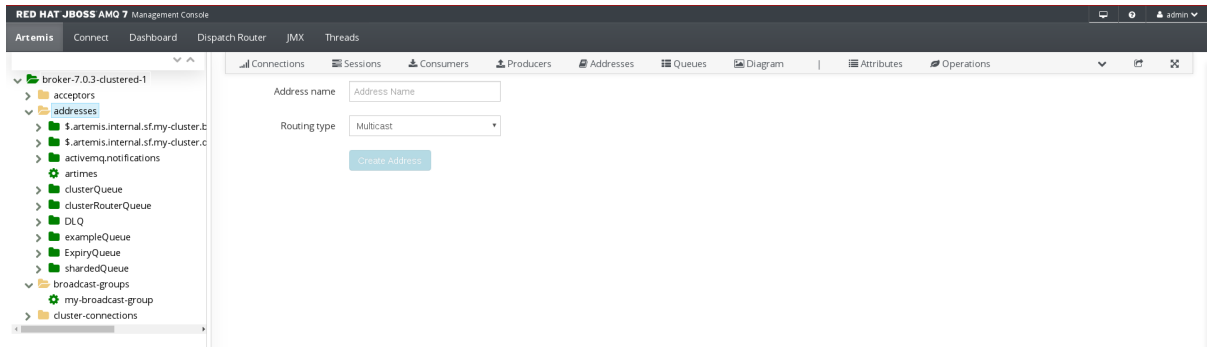 RED HAT JBOSS AMQ 7 Management Console
admin
Artemis Connect Dashboard Dispatch Router JMX Threads
Connections Sessions Consumers Producers Addresses Queues Diagram | Attributes Operations
broker-7.0.3-clustered-1
acceptors
addresses
$.artemis.internal.sf.my-cluster.b
$.artemis.internal.sf.my-cluster.c
activemq.notifications
artimes
clusterQueue
clusterRouterQueue
DLQ
exampleQueue
ExpiryQueue
shardedQueue
broadcast-groups
my-broadcast-group
cluster-connections
Address name Address Name
Routing type Multicast
Create Address